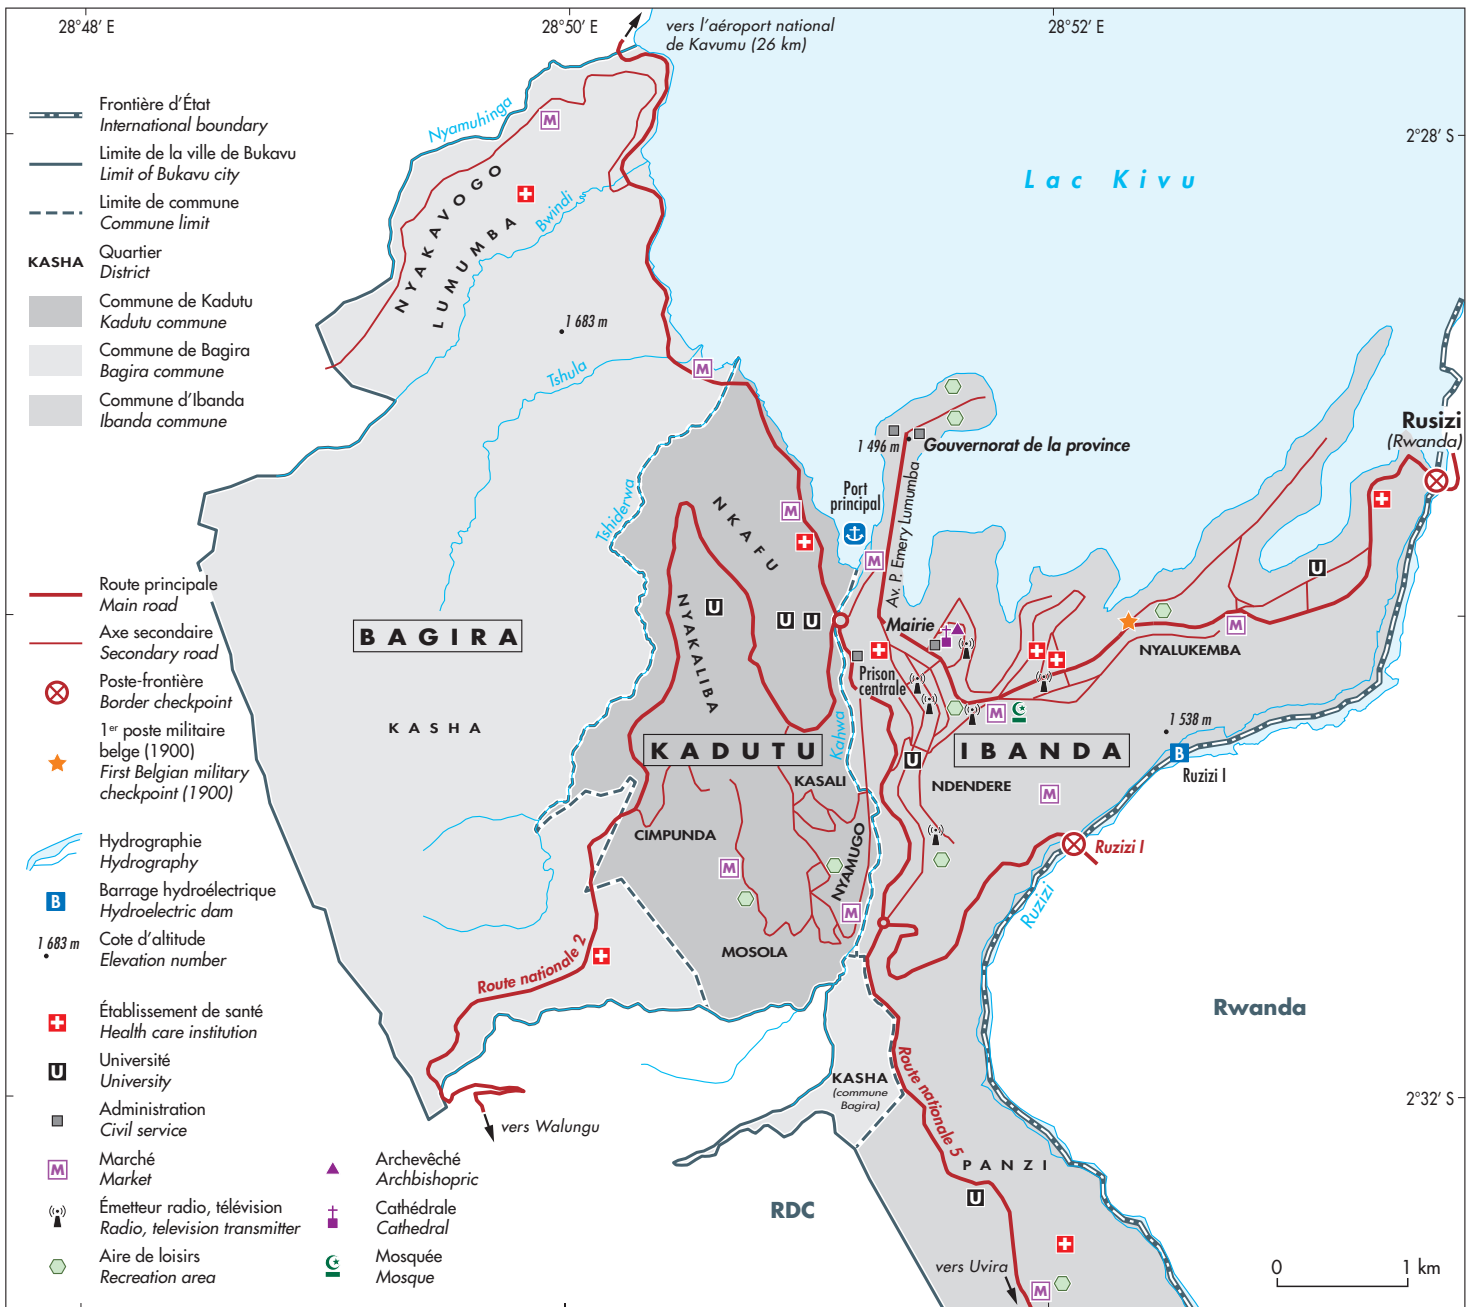 28°48' E
28°50' E
28°52' E
vers l'aéroport national
de Kavumu (26 km)
Frontière d'État
International boundary
Limite de la ville de Bukavu
Limit of Bukavu city
Limite de commune
Commune limit
KASHA
Quartier
District
Commune de Kadutu
Kadutu commune
Commune de Bagira
Bagira commune
Commune d'Ibanda
Ibanda commune
Route principale
Main road
Axe secondaire
Secondary road
Poste-frontière
Border checkpoint
1er poste militaire
belge (1900)
First Belgian military
checkpoint (1900)
Hydrographie
Hydrography
B
Barrage hydroélectrique
Hydroelectric dam
1 683 m
Cote d'altitude
Elevation number
Établissement de santé
Health care institution
U
Université
University
Administration
Civil service
M
Marché
Market
Émetteur radio, télévision
Radio, television transmitter
Aire de loisirs
Recreation area
Archevêché
Archbishopric
Cathédrale
Cathedral
Mosquée
Mosque
Nyamuhinga
M
NYAKAVOGO
LUMUMBA
Bwindi
1 683 m
Tshula
M
Lac Kivu
2°28' S
Rusizi
(Rwanda)
1 496 m
Gouvernorat de la province
Port
principal
Av. P. Emery Lumumba
M
M
Tshiderwa
NKAFU
NYAKALIBA
U
U
U
U
Mairie
M
NYALUKEMBA
BAGIRA
KASHA
Prison
centrale
M
1 538 m
KADUTU
Kahwa
IBANDA
B
Ruzizi I
KASALI
U
NDENDERE
M
CIMPUNDA
NYAMUGO
Ruzizi I
M
M
Ruzizi
MOSOLA
Route nationale 2
Rwanda
KASHA
(commune
Bagira)
Route nationale 5
2°32' S
vers Walungu
PANZI
U
RDC
vers Uvira
M
0
1 km